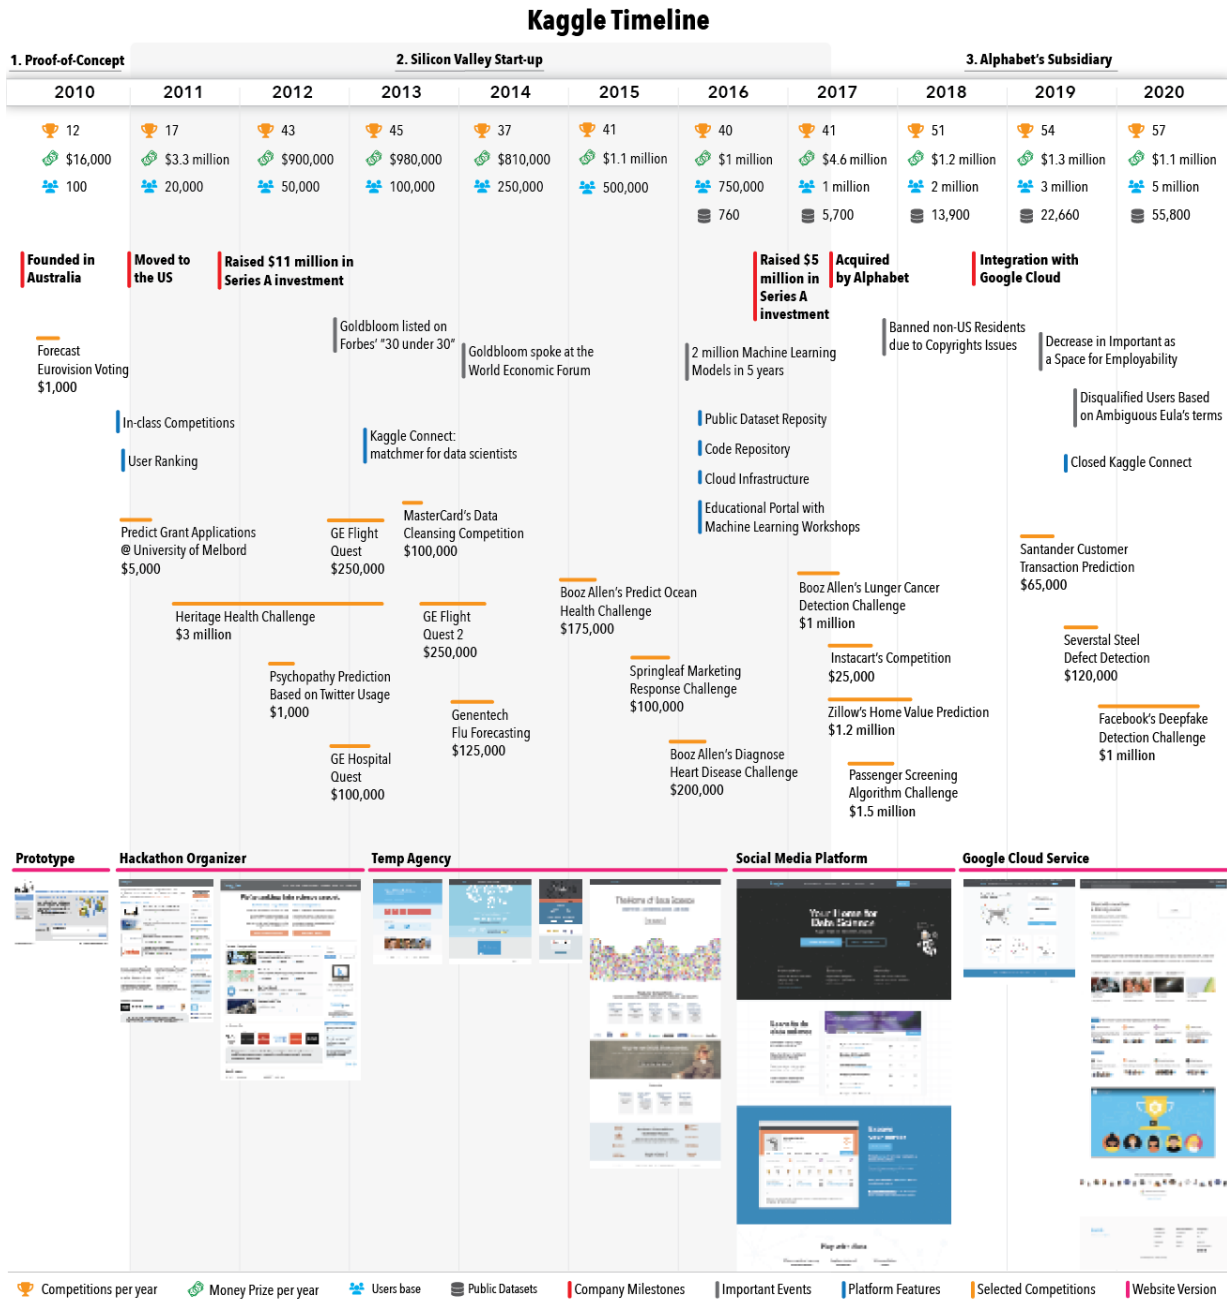 Kaggle Timeline
1. Proof-of-Concept
2. Silicon Valley Start-up
3. Alphabet's Subsidiary
2010 2011 2012 2013 2014 2015 2016 2017 2018 2019 2020
12 17 43 45 37 41 40 41 51 54 57
$16,000 $3.3 million $900,000 $980,000 $810,000 $1.1 million $1 million $4.6 million $1.2 million $1.3 million $1.1 million
100 20,000 50,000 100,000 250,000 500,000 750,000 1 million 2 million 3 million 5 million
760 5,700 13,900 22,660 55,800
Founded in
Australia
Moved to
the US
Raised $11 million in
Series A investment
Raised $5
million in
Series A
investment
Acquired
by Alphabet
Integration with
Google Cloud
Goldbloom listed on
Forbes' "30 under 30"
Goldbloom spoke at the
World Economic Forum
2 million Machine Learning
Models in 5 years
Banned non-US Residents
due to Copyrights Issues
Decrease in Important as
a Space for Employability
Disqualified Users Based
on Ambiguous Eula's terms
Forecast
Eurovision Voting
$1,000
In-class Competitions
User Ranking
Kaggle Connect:
matchmer for data scientists
Public Dataset Reposity
Code Repository
Cloud Infrastructure
Educational Portal with
Machine Learning Workshops
Closed Kaggle Connect
Predict Grant Applications
@ University of Melbord
$5,000
GE Flight
Quest
$250,000
MasterCard's Data
Cleansing Competition
$100,000
Heritage Health Challenge
$3 million
GE Flight
Quest 2
$250,000
Psychopathy Prediction
Based on Twitter Usage
$1,000
Genentech
Flu Forecasting
$125,000
GE Hospital
Quest
$100,000
Booz Allen's Predict Ocean
Health Challenge
$175,000
Springleaf Marketing
Response Challenge
$100,000
Booz Allen's Diagnose
Heart Disease Challenge
$200,000
Booz Allen's Lunger Cancer
Detection Challenge
$1 million
Instacart's Competition
$25,000
Zillow's Home Value Prediction
$1.2 million
Passenger Screening
Algorithm Challenge
$1.5 million
Santander Customer
Transaction Prediction
$65,000
Severstal Steel
Defect Detection
$120,000
Facebook's Deepfake
Detection Challenge
$1 million
Prototype
Hackathon Organizer
Temp Agency
Social Media Platform
Google Cloud Service
The Home of Data Science
Your Home for
Data Science
Competitions per year
Money Prize per year
Users base
Public Datasets
Company Milestones
Important Events
Platform Features
Selected Competitions
Website Version